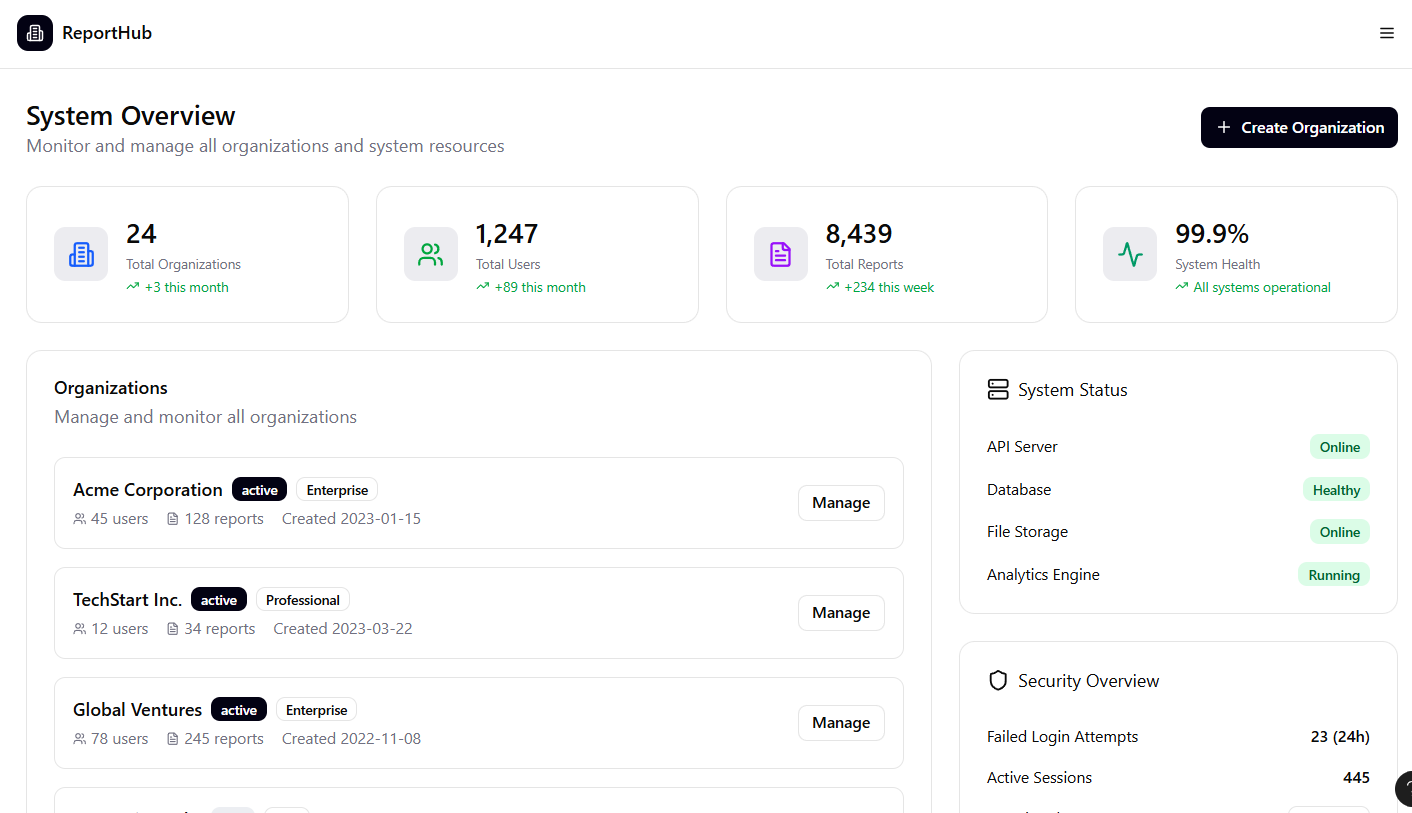 ReportHub
System Overview
Monitor and manage all organizations and system resources
Create Organization
24
Total Organizations
+3 this month
1,247
Total Users
+89 this month
8,439
Total Reports
+234 this week
99.9%
System Health
All systems operational
Organizations
Manage and monitor all organizations
Acme Corporation active Enterprise
45 users 128 reports Created 2023-01-15
Manage
TechStart Inc. active Professional
12 users 34 reports Created 2023-03-22
Manage
Global Ventures active Enterprise
78 users 245 reports Created 2022-11-08
Manage
System Status
API Server Online
Database Healthy
File Storage Online
Analytics Engine Running
Security Overview
Failed Login Attempts 23 (24h)
Active Sessions 445